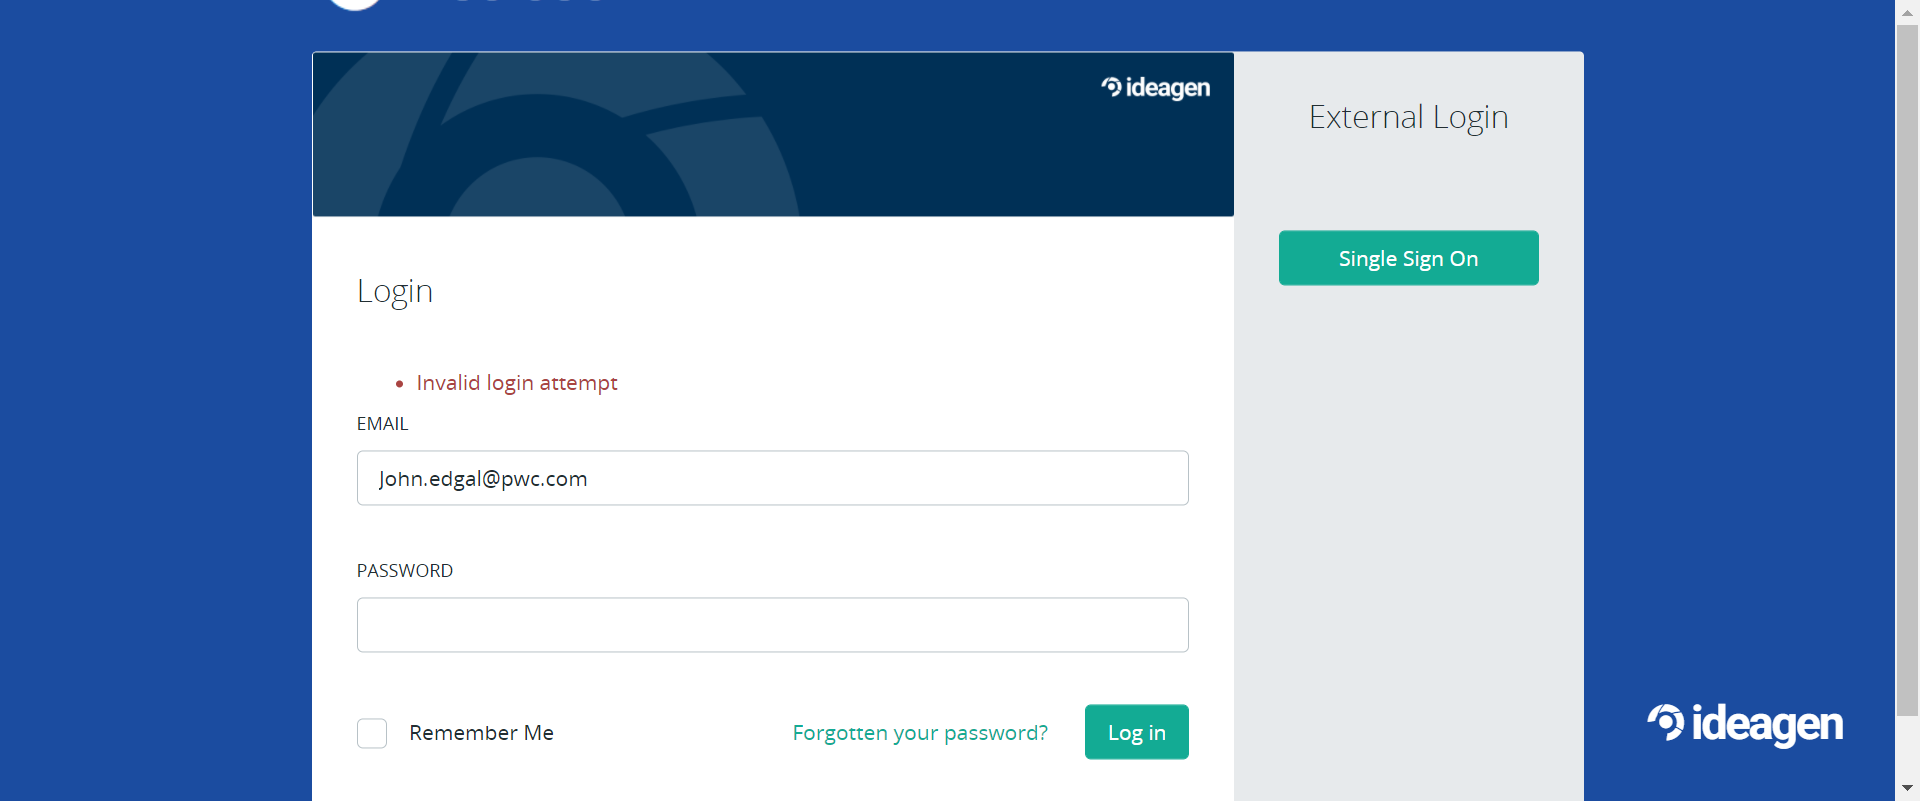 ideagen
External Login
Single Sign On
Login
Invalid login attempt
EMAIL
John.edgal@pwc.com
PASSWORD
Remember Me
Forgotten your password?
Log in
ideagen